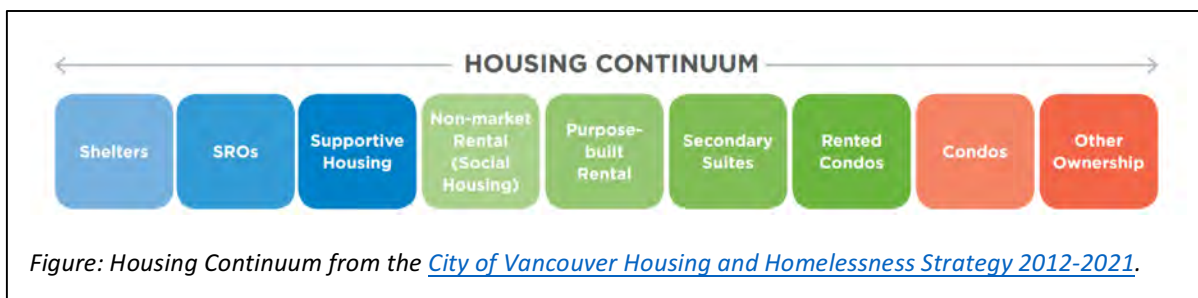 HOUSING CONTINUUM
Shelters
SROs
Supportive
Housing
Non-market
Rental
(Social
Housing)
Purpose-
built
Rental
Secondary
Suites
Rented
Condos
Condos
Other
Ownership
Figure: Housing Continuum from the City of Vancouver Housing and Homelessness Strategy 2012-2021.